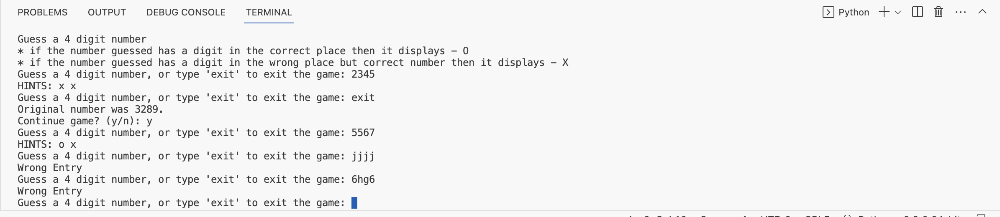 PROBLEMS OUTPUT DEBUG CONSOLE TERMINAL Python
Guess a 4 digit number
* if the number guessed has a digit in the correct place then it displays – O
* if the number guessed has a digit in the wrong place but correct number then it displays – X
Guess a 4 digit number, or type 'exit' to exit the game: 2345
HINTS: x x
Guess a 4 digit number, or type 'exit' to exit the game: exit
Original number was 3289.
Continue game? (y/n): y
Guess a 4 digit number, or type 'exit' to exit the game: 5567
HINTS: o x
Guess a 4 digit number, or type 'exit' to exit the game: jjjj
Wrong Entry
Guess a 4 digit number, or type 'exit' to exit the game: 6hg6
Wrong Entry
Guess a 4 digit number, or type 'exit' to exit the game: